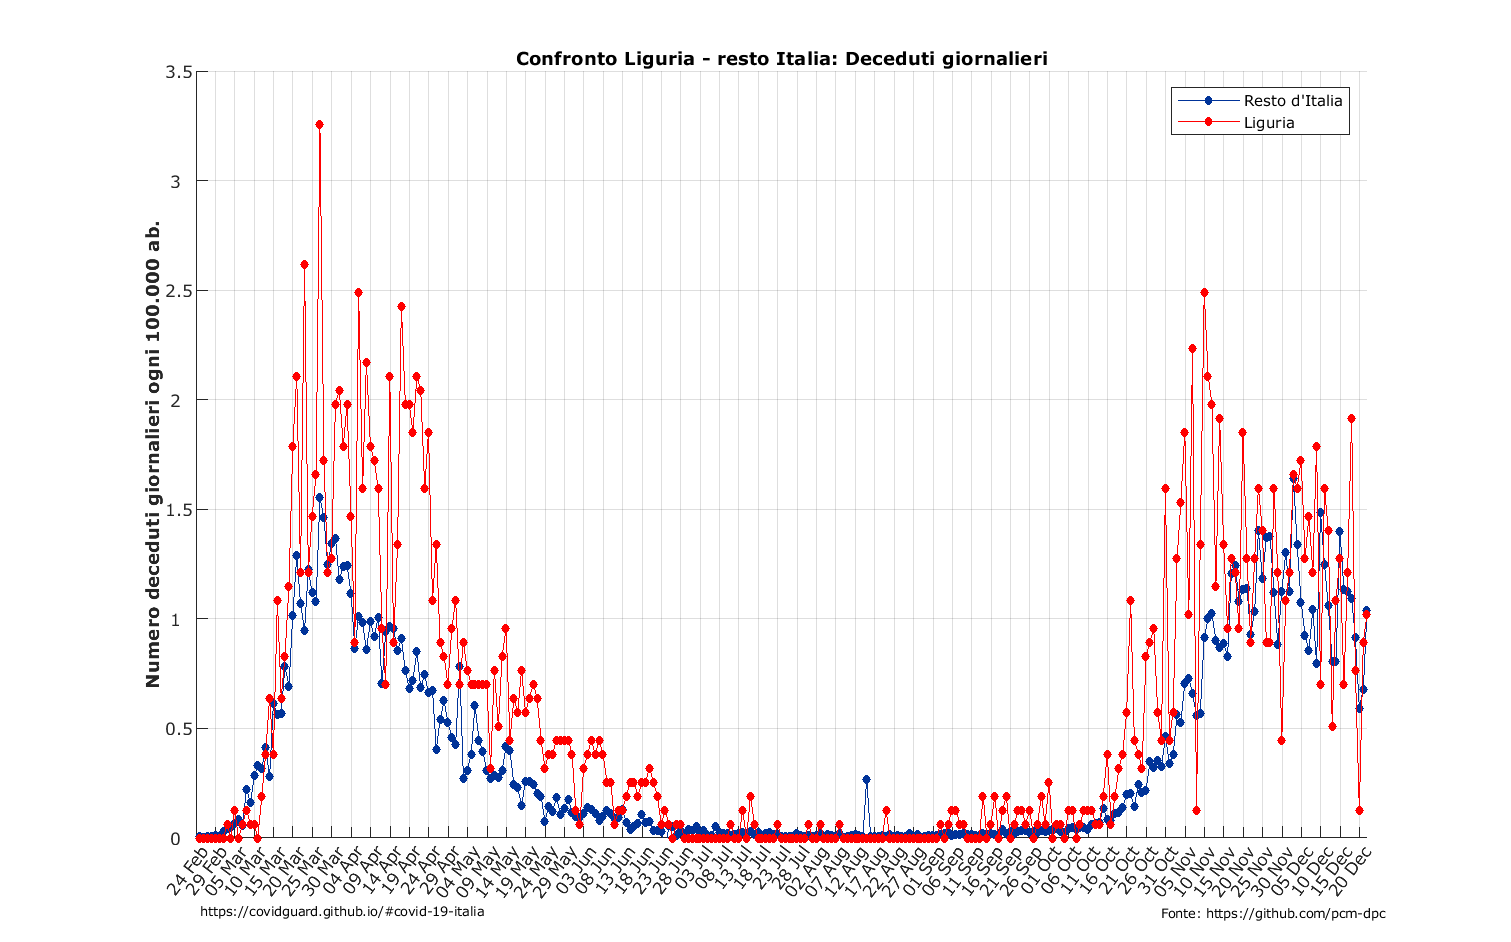 Confronto Liguria - resto Italia: Deceduti giornalieri
3.5
3
2.5
2
1.5
1
0.5
0
Numero deceduti giornalieri ogni 100.000 ab.
Resto d'Italia
Liguria
24 Feb
29 Feb
05 Mar
10 Mar
15 Mar
20 Mar
25 Mar
30 Mar
04 Apr
09 Apr
14 Apr
19 Apr
24 Apr
29 Apr
04 May
09 May
14 May
19 May
24 May
29 May
03 Jun
08 Jun
13 Jun
18 Jun
23 Jun
28 Jun
03 Jul
08 Jul
13 Jul
18 Jul
23 Jul
28 Jul
02 Aug
07 Aug
12 Aug
17 Aug
22 Aug
27 Aug
01 Sep
06 Sep
11 Sep
16 Sep
21 Sep
26 Sep
01 Oct
06 Oct
11 Oct
16 Oct
21 Oct
26 Oct
31 Oct
05 Nov
10 Nov
15 Nov
20 Nov
25 Nov
30 Nov
05 Dec
10 Dec
15 Dec
20 Dec
https://covidguard.github.io/#covid-19-italia
Fonte: https://github.com/pcm-dpc